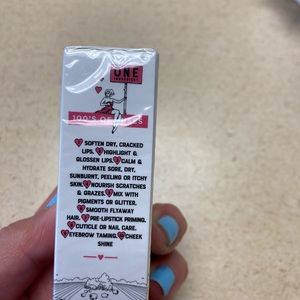 ONE
INGREDIENT
100'S OF USES
SOFTEN DRY, CRACKED
LIPS. HIGHLIGHT &
GLOSSEN LIPS. CALM &
HYDRATE SORE, DRY,
SUNBURNT, PEELING OR ITCHY
SKIN. NOURISH SCRATCHES
& GRAZES. MIX WITH
PIGMENTS OR GLITTER.
SMOOTH FLYAWAY
HAIR. PRE-LIPSTICK PRIMING.
CUTICLE OR NAIL CARE.
EYEBROW TAMING. CHEEK
SHINE